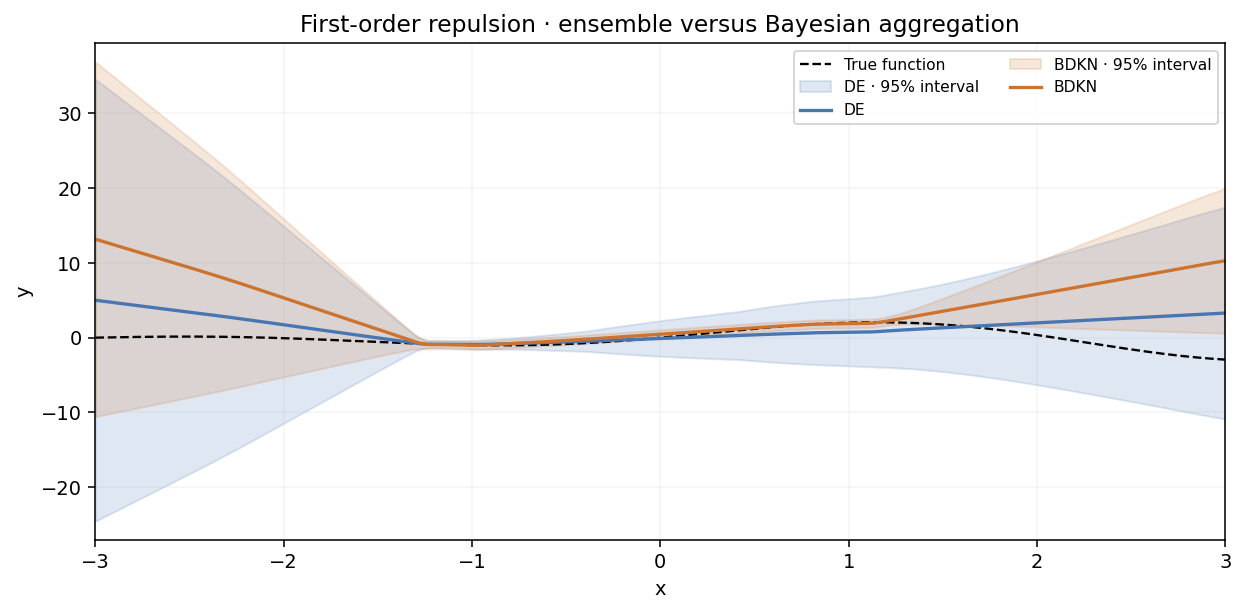 First-order repulsion · ensemble versus Bayesian aggregation
True function
DE · 95% interval
DE
BDKN · 95% interval
BDKN
y
30
20
10
0
−10
−20
−3
−2
−1
0
1
2
3
x